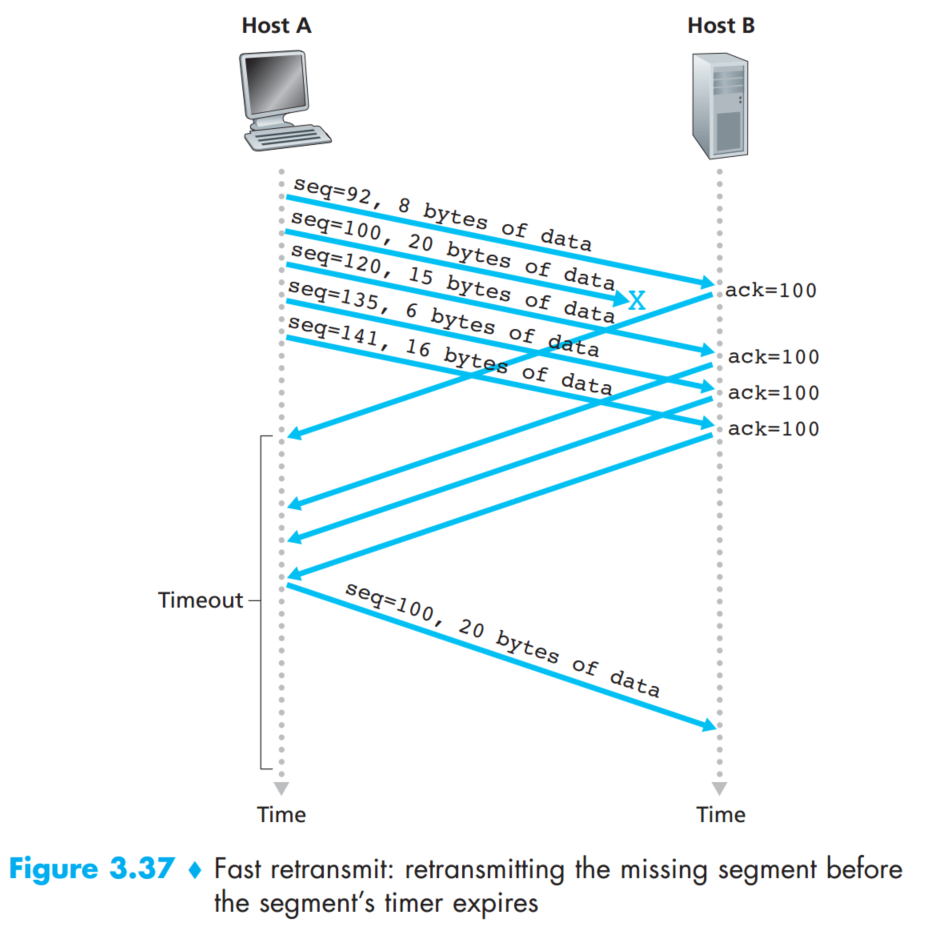 Host A
Host B
seq=92, 8 bytes of data
seq=100, 20 bytes of data
X
seq=120, 15 bytes of data
seq=135, 6 bytes of data
seq=141, 16 bytes of data
ack=100
ack=100
ack=100
ack=100
Timeout
seq=100, 20 bytes of data
Time
Time
Figure 3.37 ♦ Fast retransmit: retransmitting the missing segment before
the segment’s timer expires